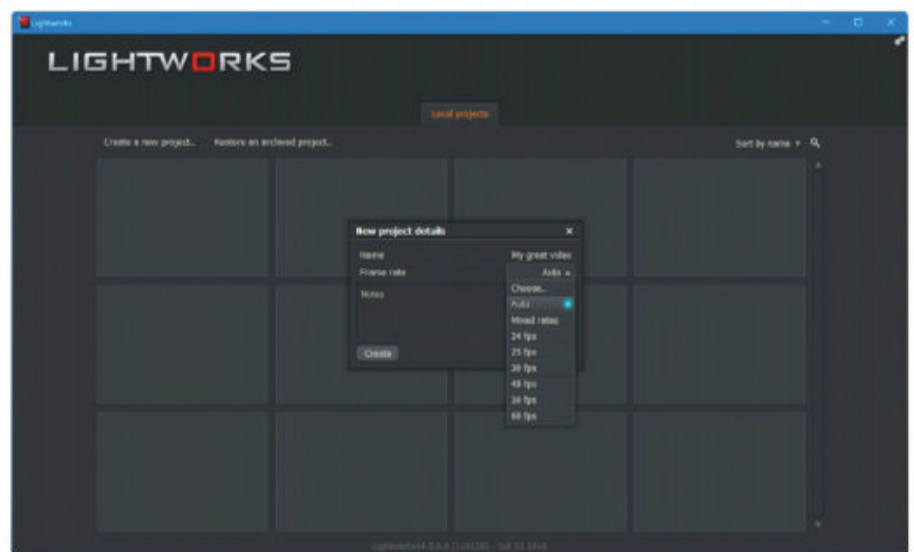 Lightworks
LIGHTWORKS
Local projects
Create a new project... Restore an archived project... Sort by name
New project details
Name My great video
Frame rate Auto
Notes
Choose...
Auto
Mixed rates
24 fps
25 fps
30 fps
48 fps
60 fps
Create